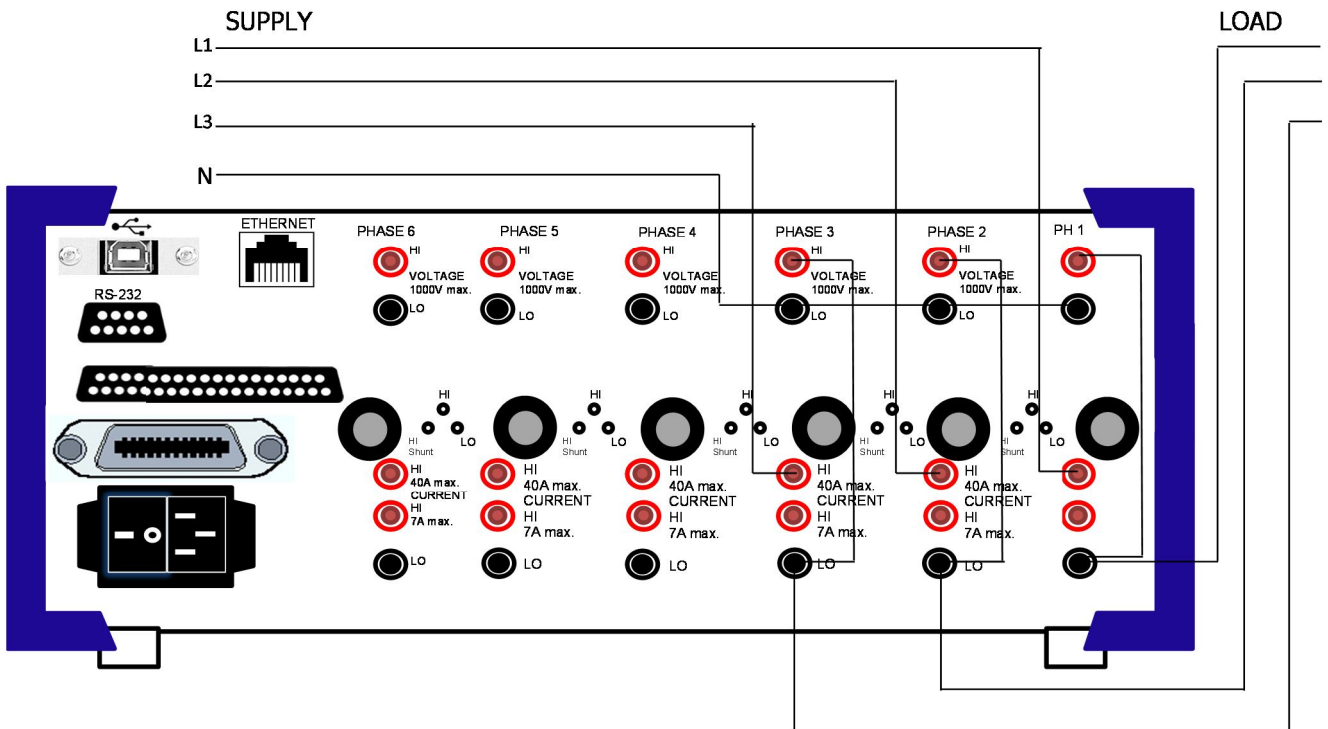 SUPPLY
LOAD
L1
L2
L3
N
ETHERNET
RS-232
PHASE 6
HI
VOLTAGE
1000V max.
LO
PHASE 5
HI
VOLTAGE
1000V max.
LO
PHASE 4
HI
VOLTAGE
1000V max.
LO
PHASE 3
HI
VOLTAGE
1000V max.
LO
PHASE 2
HI
VOLTAGE
1000V max.
LO
PH 1
HI
HI
Shunt
LO
HI
HI
Shunt
LO
HI
HI
Shunt
LO
HI
HI
Shunt
LO
HI
HI
Shunt
LO
HI
40A max.
CURRENT
HI
7A max.
LO
HI
40A max.
CURRENT
HI
7A max.
LO
HI
40A max.
CURRENT
HI
7A max.
LO
HI
40A max.
CURRENT
HI
7A max.
LO
HI
40A max.
CURRENT
HI
7A max.
LO